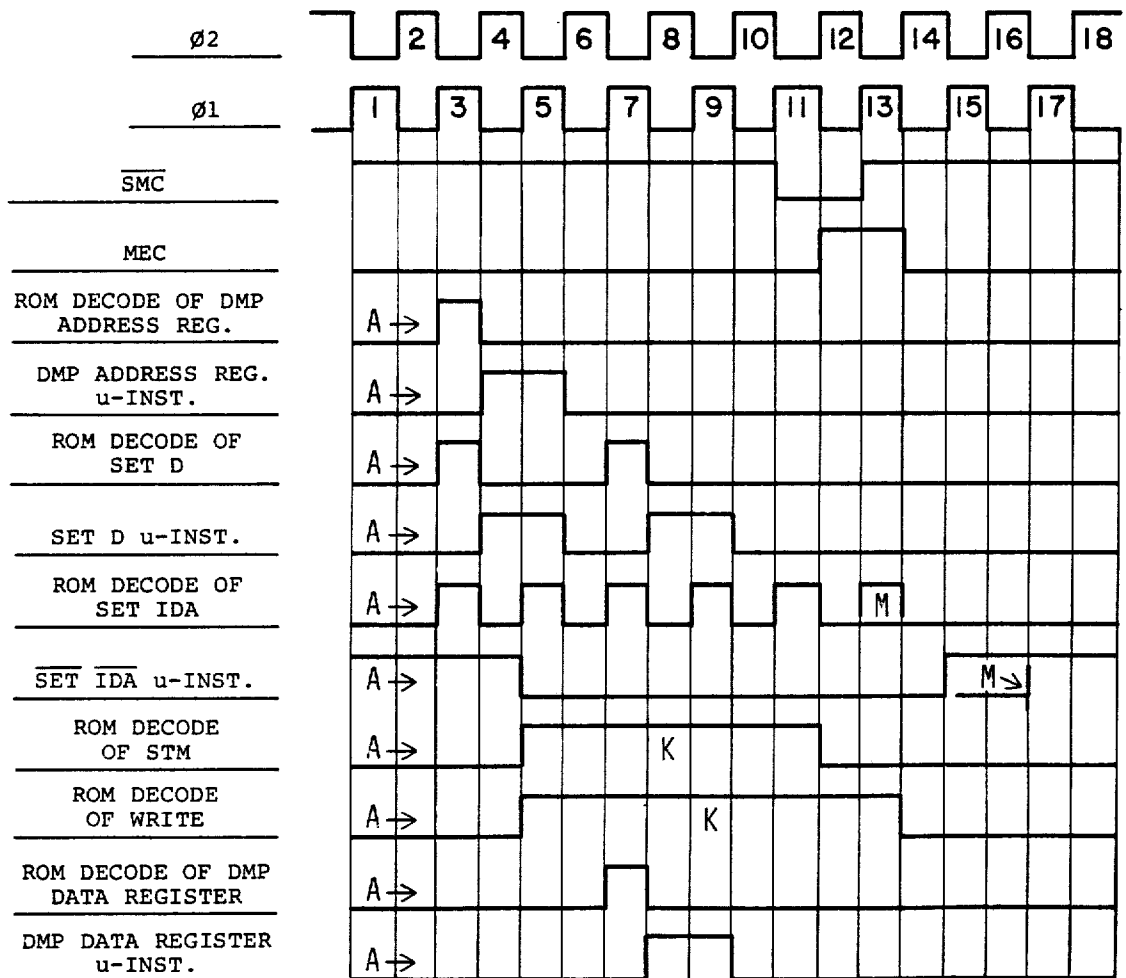 Ø2
2 4 6 8 10 12 14 16 18
Ø1
1 3 5 7 9 11 13 15 17
SMC
MEC
ROM DECODE OF DMP
ADDRESS REG.
A →
DMP ADDRESS REG.
u-INST.
A →
ROM DECODE OF
SET D
A →
SET D u-INST.
A →
ROM DECODE OF
SET IDA
A →
M
SET IDA u-INST.
A →
M
ROM DECODE
OF STM
A →
K
ROM DECODE
OF WRITE
A →
K
ROM DECODE OF DMP
DATA REGISTER
A →
DMP DATA REGISTER
u-INST.
A →